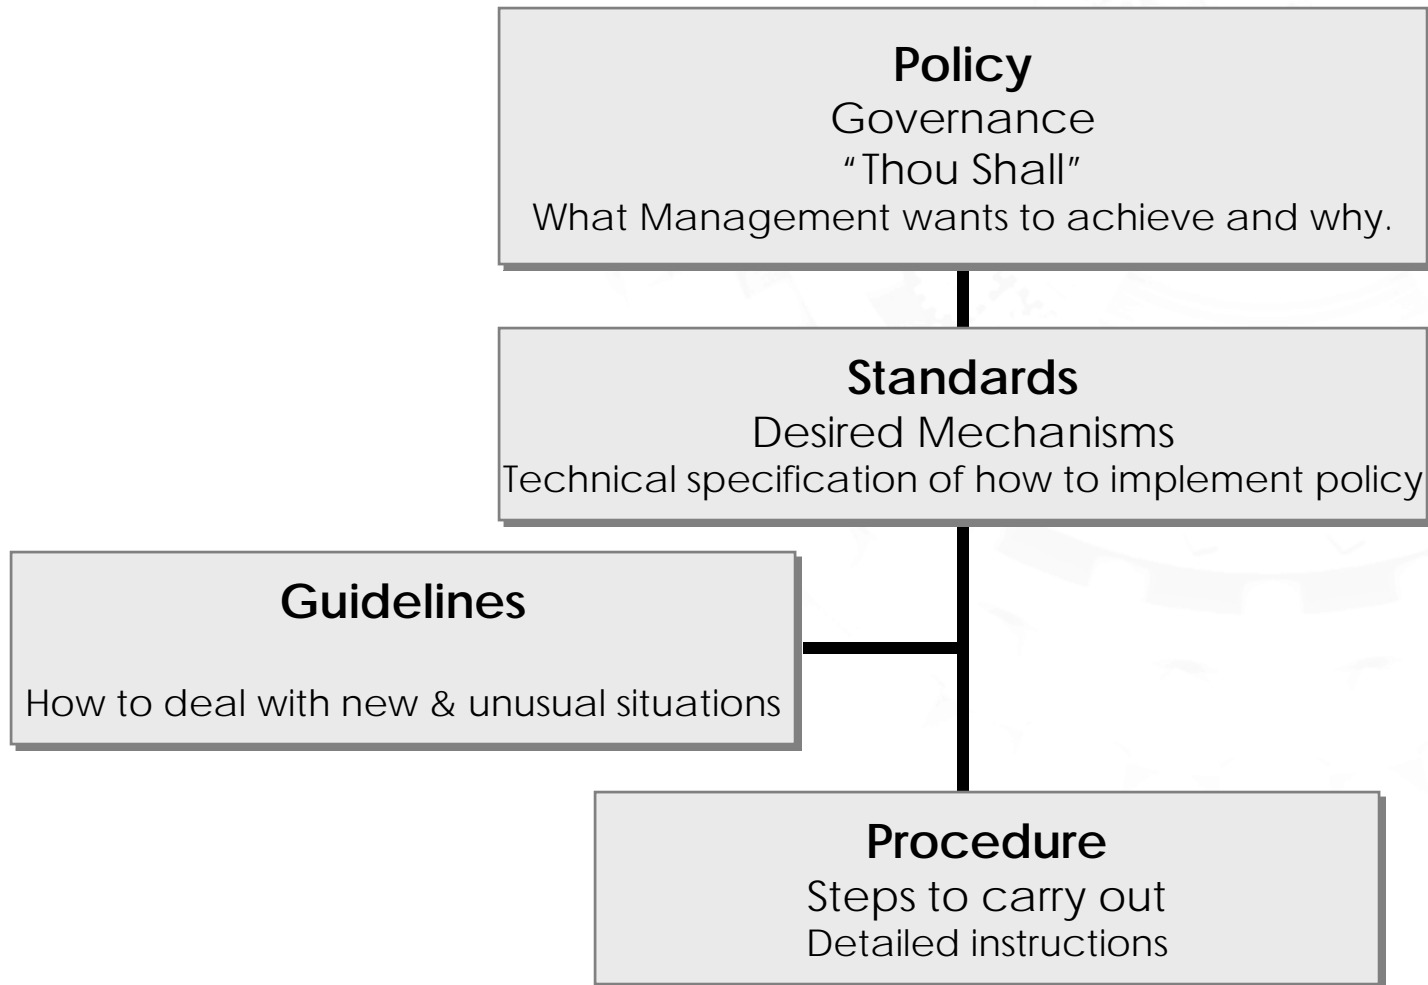 Policy
Governance
“Thou Shall”
What Management wants to achieve and why.
Standards
Desired Mechanisms
Technical specification of how to implement policy
Guidelines
How to deal with new & unusual situations
Procedure
Steps to carry out
Detailed instructions